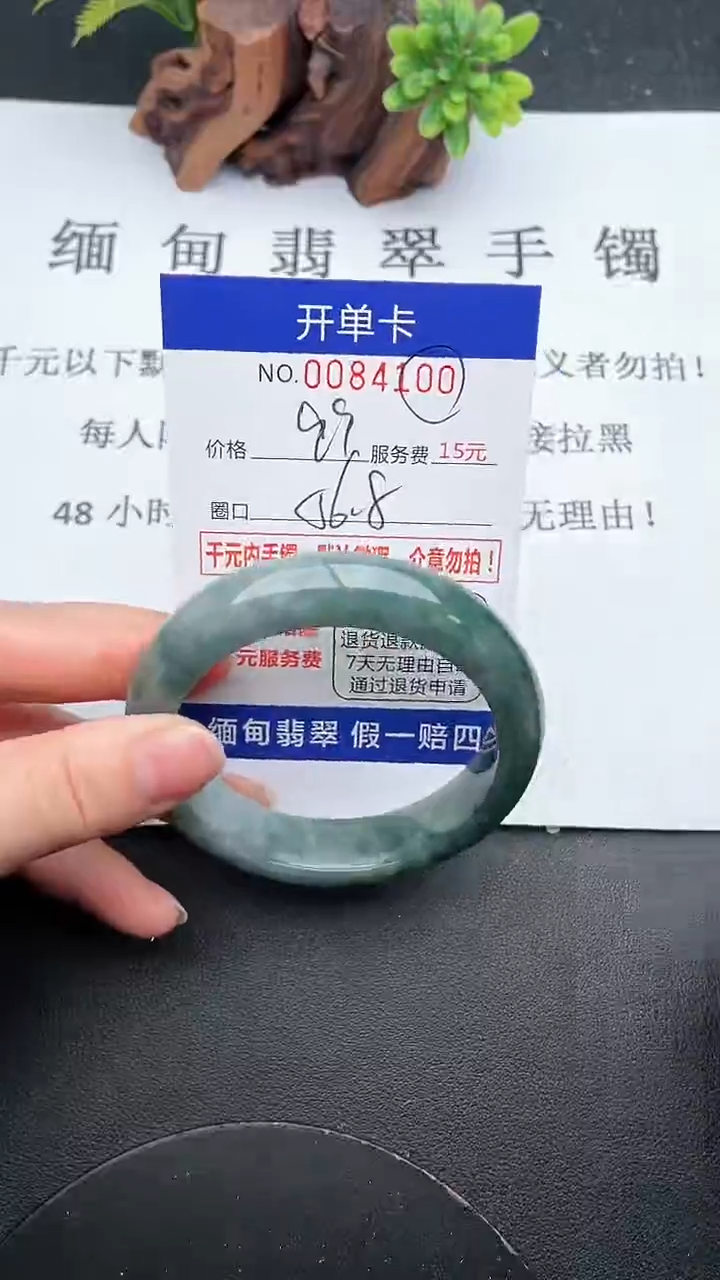 缅甸翡翠手镯
开单卡
NO.0084100
千元以下 义者勿拍！
价格 99 服务费 15元
每人 接拉黑
圈口 56.8
48小时 无理由！
千元内手镯 介意勿拍！
退货退款
元服务费
7天无理由
通过退货申请
缅甸翡翠 假一赔四